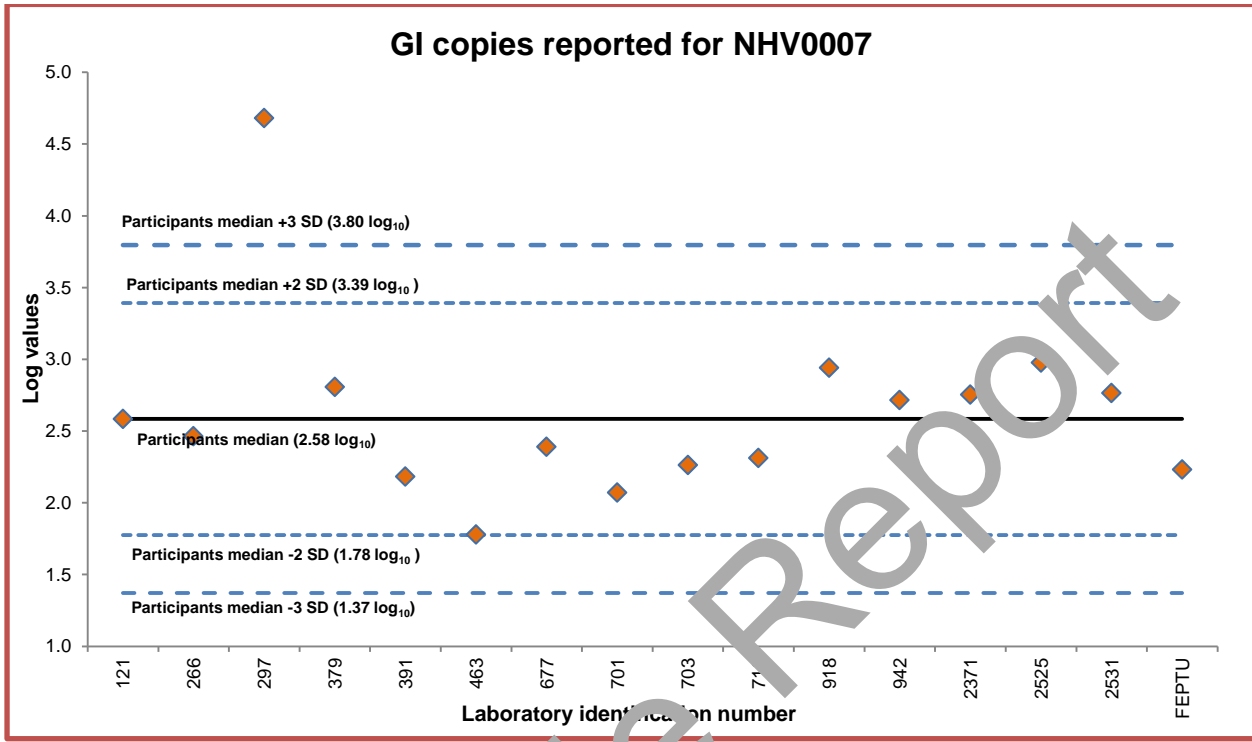 GI copies reported for NHV0007
5.0
4.5
4.0
3.5
3.0
2.5
2.0
1.5
1.0
Log values
Participants median +3 SD (3.80 log₁₀)
Participants median +2 SD (3.39 log₁₀ )
Participants median (2.58 log₁₀)
Participants median -2 SD (1.78 log₁₀ )
Participants median -3 SD (1.37 log₁₀)
121
266
297
379
391
463
677
701
703
918
942
2371
2525
2531
FEPTU
Laboratory identification number
Report